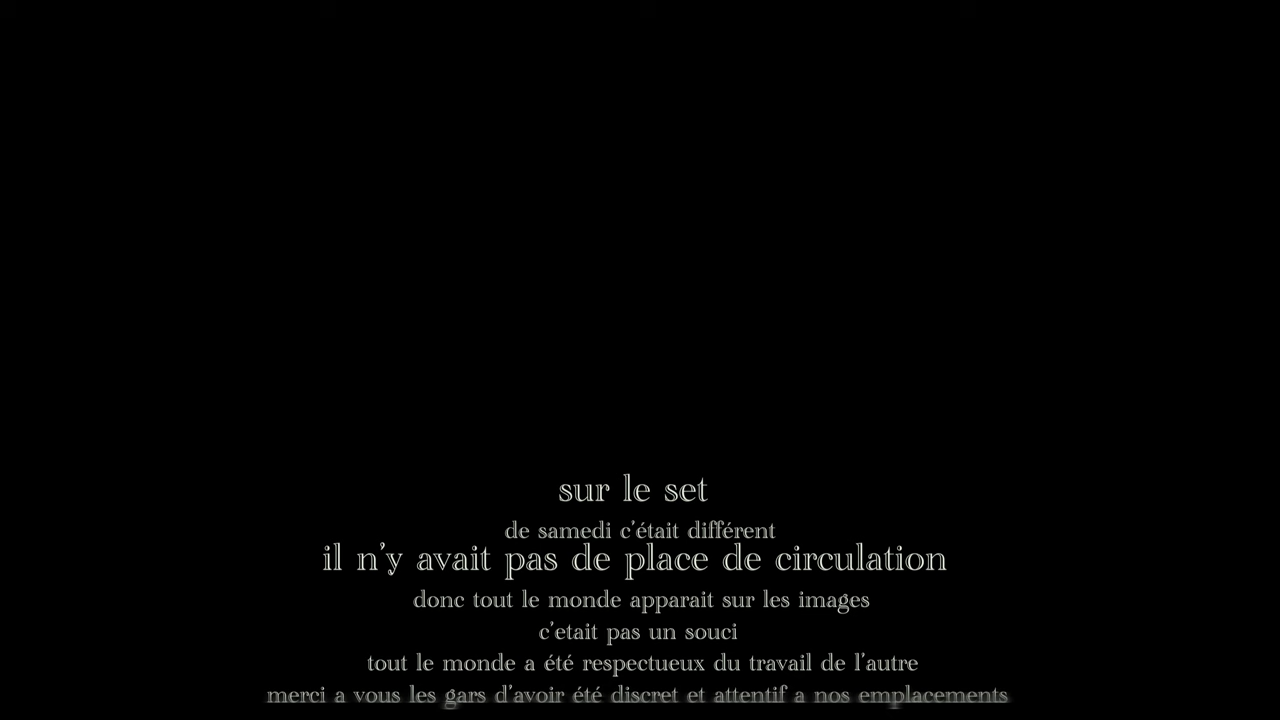 sur le set
de samedi c'était différent
il n'y avait pas de place de circulation
donc tout le monde apparait sur les images
c'etait pas un souci
tout le monde a été respectueux du travail de l'autre
merci a vous les gars d'avoir été discret et attentif a nos emplacements